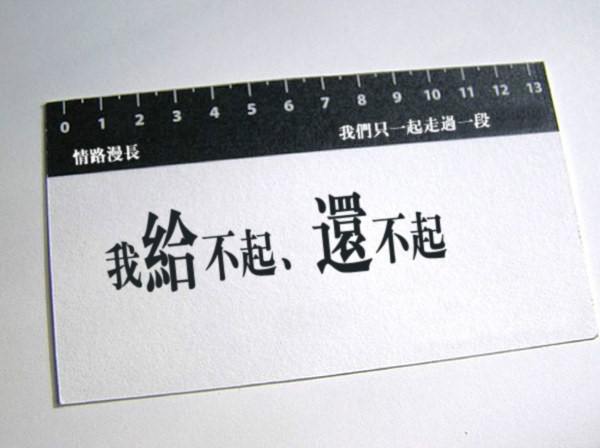 0 1 2 3 4 5 6 7 8 9 10 11 12 13
情路漫長 我們只一起走過一段
我給不起、還不起